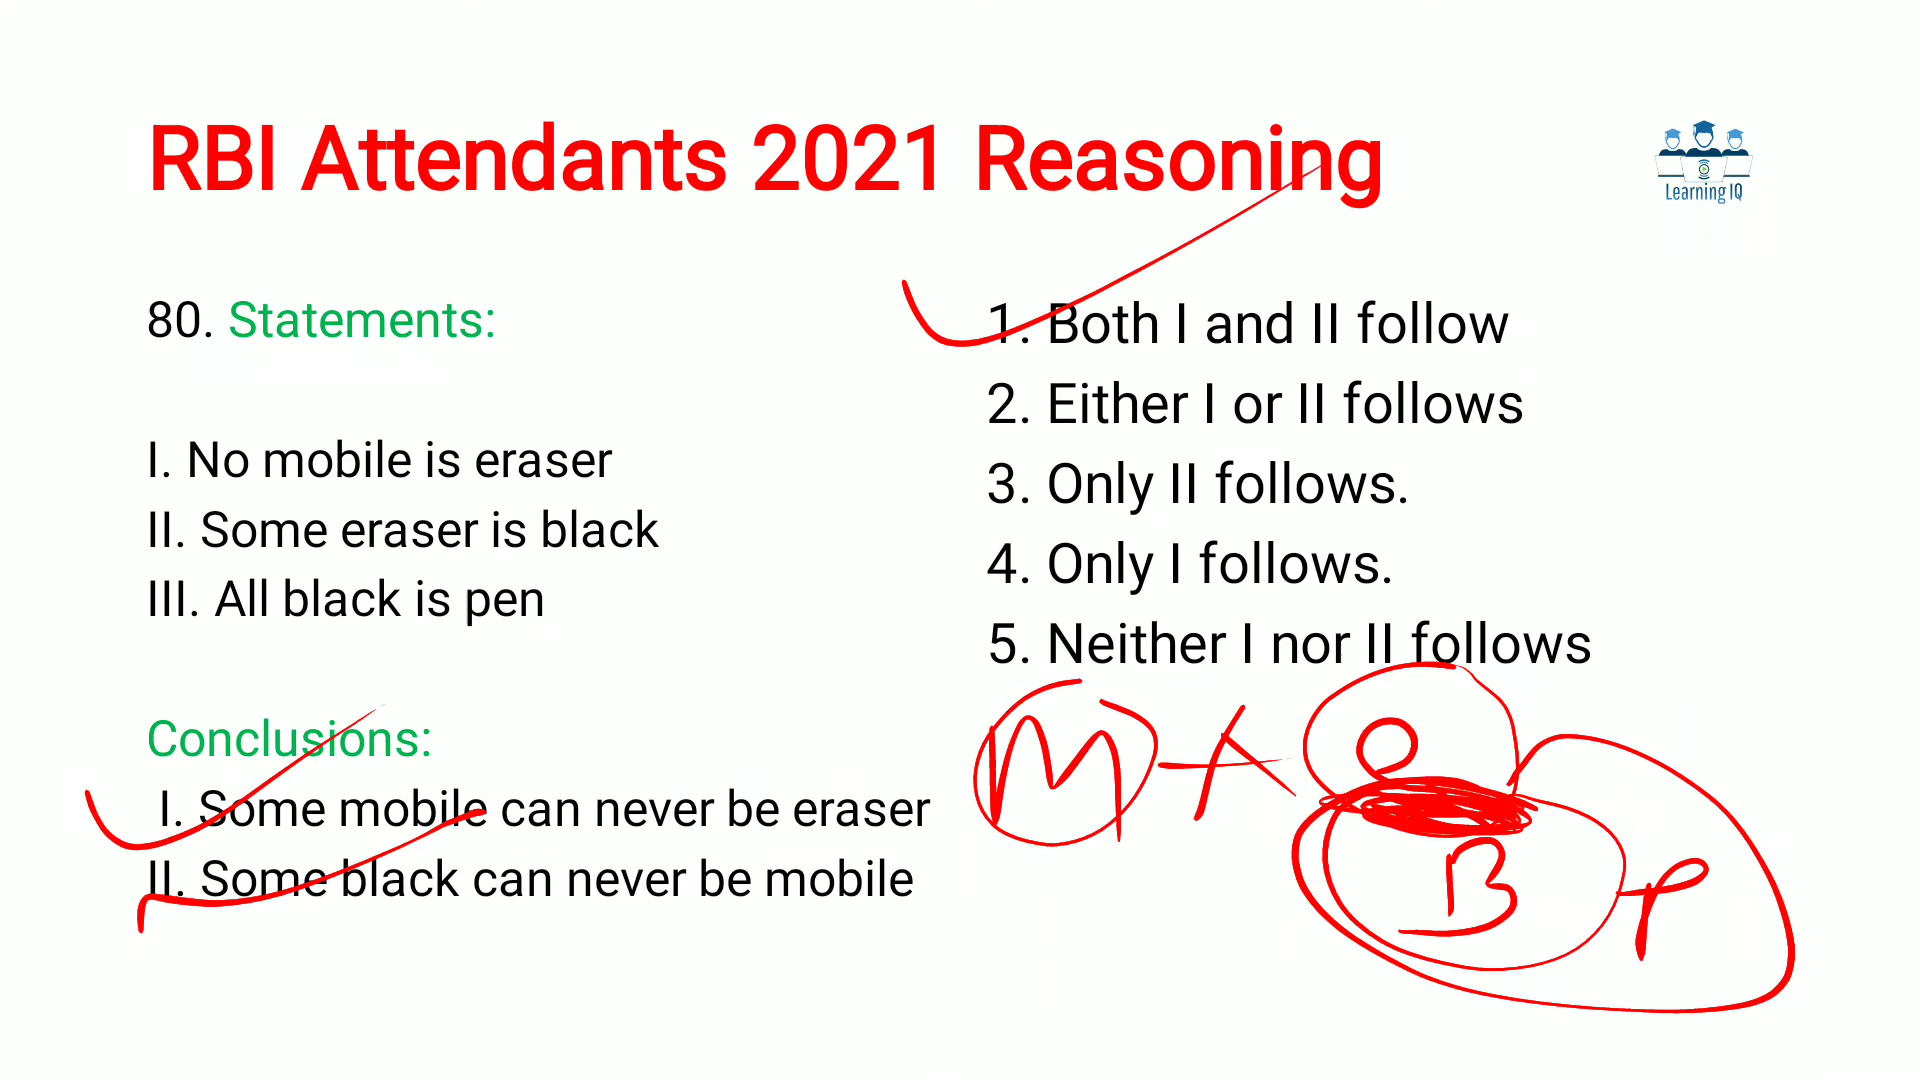 RBI Attendants 2021 Reasoning
Learning IQ
80. Statements:
I. No mobile is eraser
II. Some eraser is black
III. All black is pen
Conclusions:
I. Some mobile can never be eraser
II. Some black can never be mobile
1. Both I and II follow
2. Either I or II follows
3. Only II follows.
4. Only I follows.
5. Neither I nor II follows
M
B
P